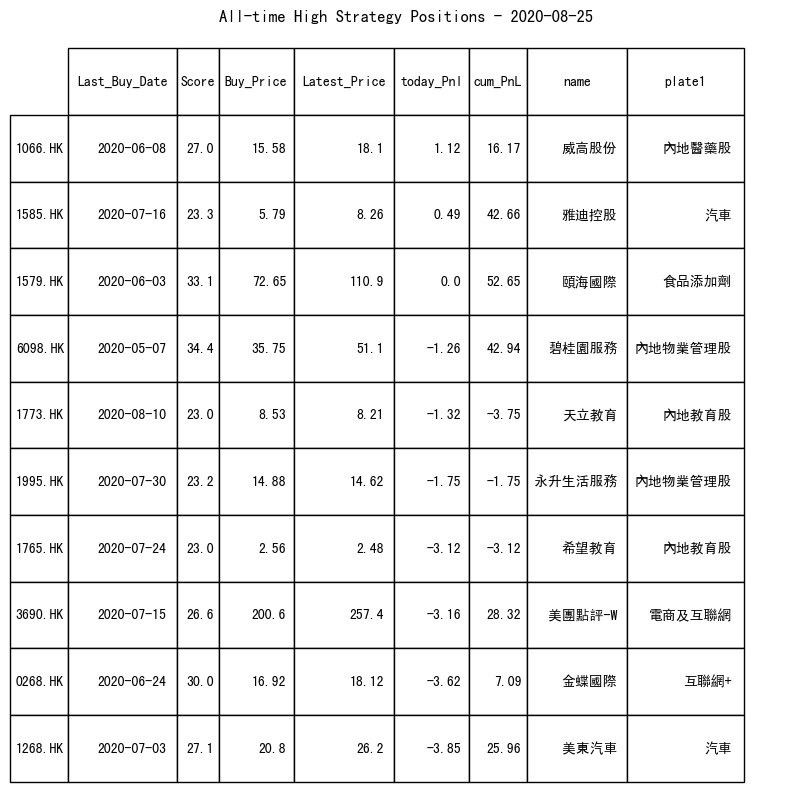 All-time High Strategy Positions - 2020-08-25
Last_Buy_Date Score Buy_Price Latest_Price today_Pnl cum_PnL name plate1
1066.HK 2020-06-08 27.0 15.58 18.1 1.12 16.17 威高股份 內地醫藥股
1585.HK 2020-07-16 23.3 5.79 8.26 0.49 42.66 雅迪控股 汽車
1579.HK 2020-06-03 33.1 72.65 110.9 0.0 52.65 頤海國際 食品添加劑
6098.HK 2020-05-07 34.4 35.75 51.1 -1.26 42.94 碧桂園服務 內地物業管理股
1773.HK 2020-08-10 23.0 8.53 8.21 -1.32 -3.75 天立教育 內地教育股
1995.HK 2020-07-30 23.2 14.88 14.62 -1.75 -1.75 永升生活服務 內地物業管理股
1765.HK 2020-07-24 23.0 2.56 2.48 -3.12 -3.12 希望教育 內地教育股
3690.HK 2020-07-15 26.6 200.6 257.4 -3.16 28.32 美團點評-W 電商及互聯網
0268.HK 2020-06-24 30.0 16.92 18.12 -3.62 7.09 金蝶國際 互聯網+
1268.HK 2020-07-03 27.1 20.8 26.2 -3.85 25.96 美東汽車 汽車